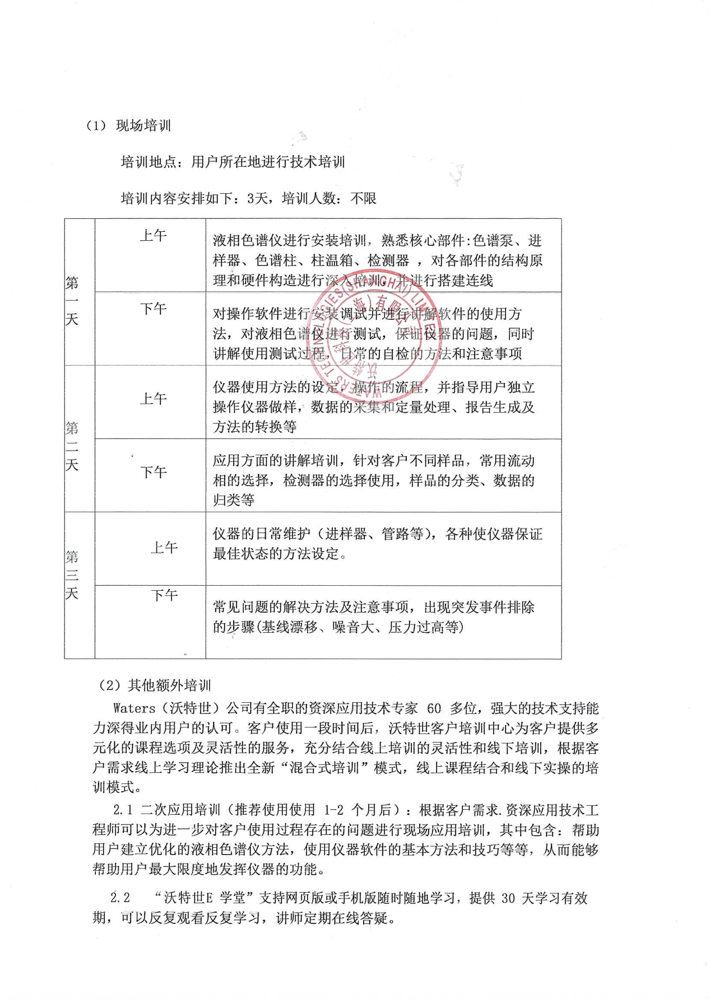 （1） 现场培训
培训地点：用户所在地进行技术培训
培训内容安排如下：3天，培训人数：不限
第一天
上午
液相色谱仪进行安装培训，熟悉核心部件:色谱泵、进
样器、色谱柱、柱温箱、检测器 ，对各部件的结构原
理和硬件构造进行深入培训，并进行搭建连线
下午
对操作软件进行安装调试并进行讲解软件的使用方
法，对液相色谱仪进行测试，保证仪器的问题，同时
讲解使用测试过程，日常的自检的方法和注意事项
WATERS TECHNOLOGIES(SHANGHAI) LIMITED
沃特世科技（上海）有限公司
第二天
上午
仪器使用方法的设定，操作的流程，并指导用户独立
操作仪器做样，数据的采集和定量处理、报告生成及
方法的转换等
下午
应用方面的讲解培训，针对客户不同样品，常用流动
相的选择，检测器的选择使用，样品的分类、数据的
归类等
第三天
上午
仪器的日常维护（进样器、管路等），各种使仪器保证
最佳状态的方法设定。
下午
常见问题的解决方法及注意事项，出现突发事件排除
的步骤(基线漂移、噪音大、压力过高等)
（2）其他额外培训
Waters（沃特世）公司有全职的资深应用技术专家 60 多位，强大的技术支持能
力深得业内用户的认可。客户使用一段时间后，沃特世客户培训中心为客户提供多
元化的课程选项及灵活性的服务，充分结合线上培训的灵活性和线下培训，根据客
户需求线上学习理论推出全新“混合式培训”模式，线上课程结合和线下实操的培
训模式。
2.1 二次应用培训（推荐使用使用 1-2 个月后）：根据客户需求.资深应用技术工
程师可以为进一步对客户使用过程存在的问题进行现场应用培训，其中包含：帮助
用户建立优化的液相色谱仪方法，使用仪器软件的基本方法和技巧等等，从而能够
帮助用户最大限度地发挥仪器的功能。
2.2 “沃特世E 学堂”支持网页版或手机版随时随地学习，提供 30 天学习有效
期，可以反复观看反复学习，讲师定期在线答疑。